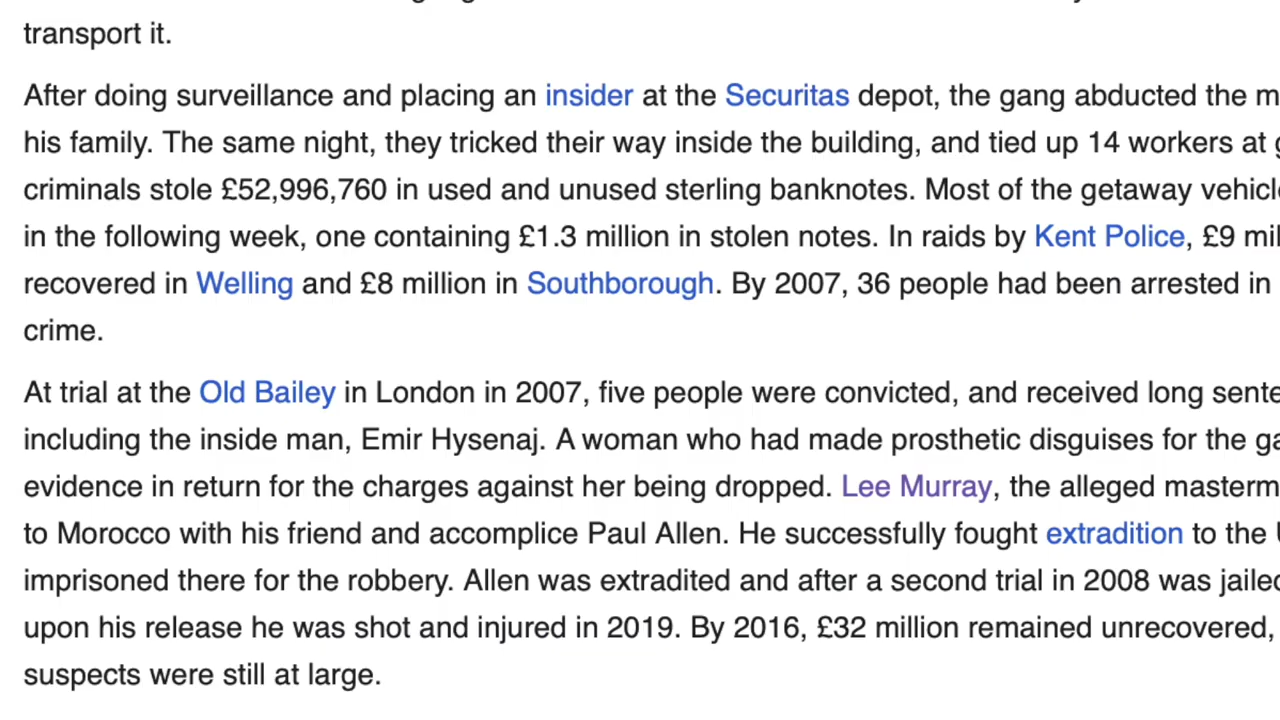 transport it.
After doing surveillance and placing an insider at the Securitas depot, the gang abducted the
his family. The same night, they tricked their way inside the building, and tied up 14 workers at
criminals stole £52,996,760 in used and unused sterling banknotes. Most of the getaway
in the following week, one containing £1.3 million in stolen notes. In raids by Kent Police, £9
recovered in Welling and £8 million in Southborough. By 2007, 36 people had been arrested in
crime.
At trial at the Old Bailey in London in 2007, five people were convicted, and received long
including the inside man, Emir Hysenaj. A woman who had made prosthetic disguises for the
evidence in return for the charges against her being dropped. Lee Murray, the alleged
to Morocco with his friend and accomplice Paul Allen. He successfully fought extradition to the
imprisoned there for the robbery. Allen was extradited and after a second trial in 2008 was
upon his release he was shot and injured in 2019. By 2016, £32 million remained unrecovered,
suspects were still at large.